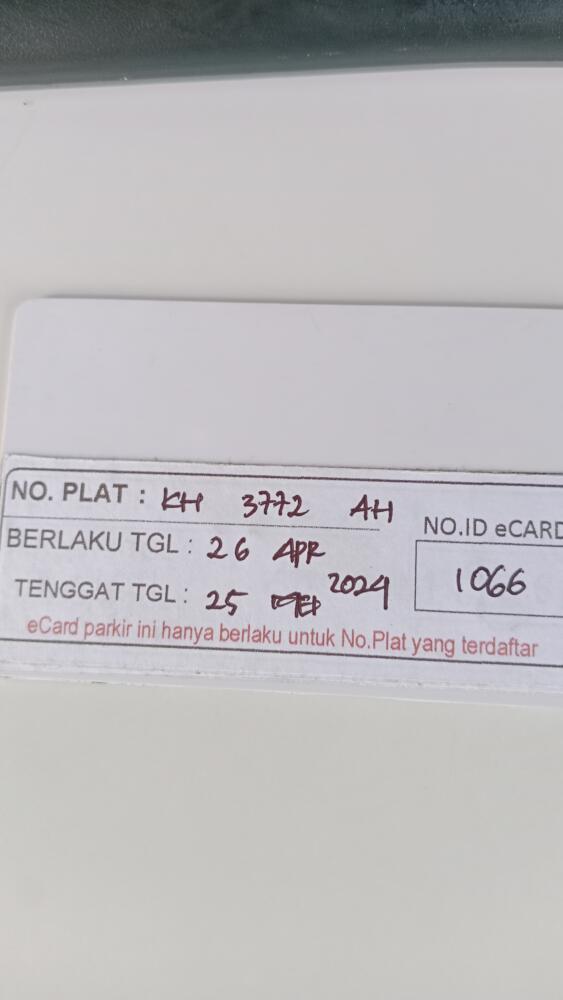 NO. PLAT : KH 3772 AH
NO.ID eCARD
BERLAKU TGL : 26 APR
1066
TENGGAT TGL : 25 MEI 2024
eCard parkir ini hanya berlaku untuk No.Plat yang terdaftar